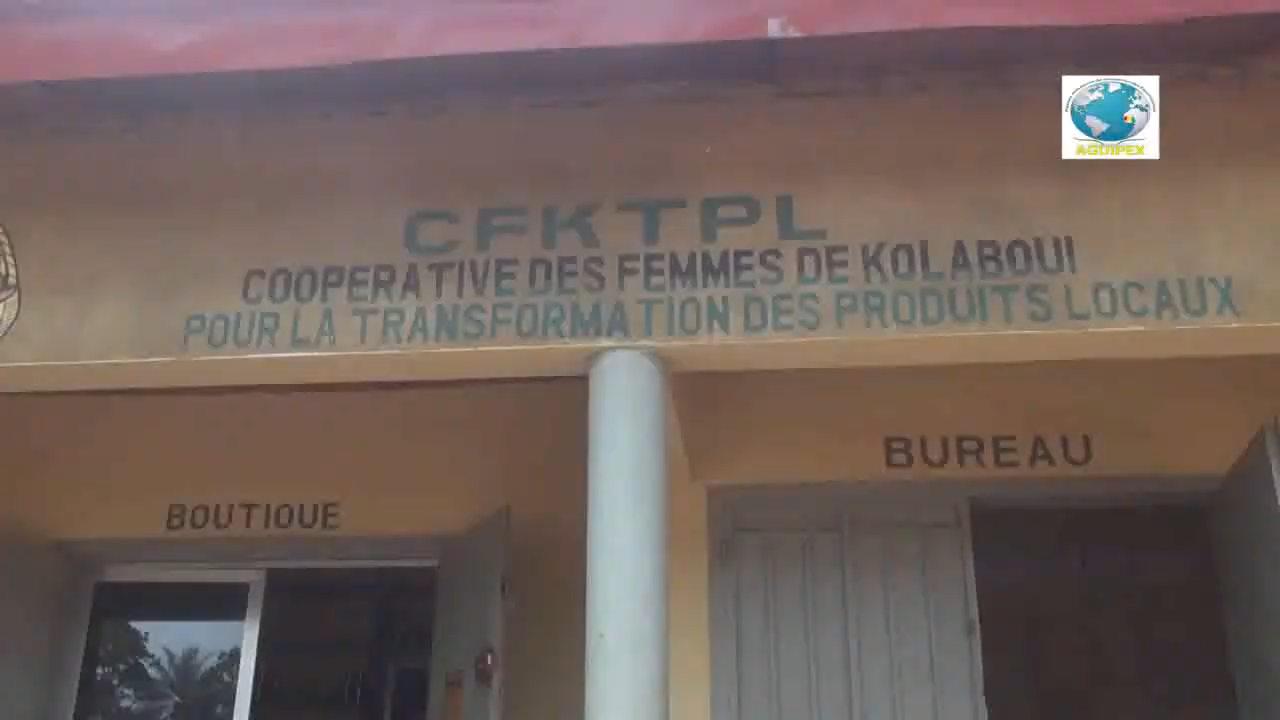 AGUIPEX
CFKTPL
COOPERATIVE DES FEMMES DE KOLABOUI
POUR LA TRANSFORMATION DES PRODUITS LOCAUX
BUREAU
BOUTIQUE